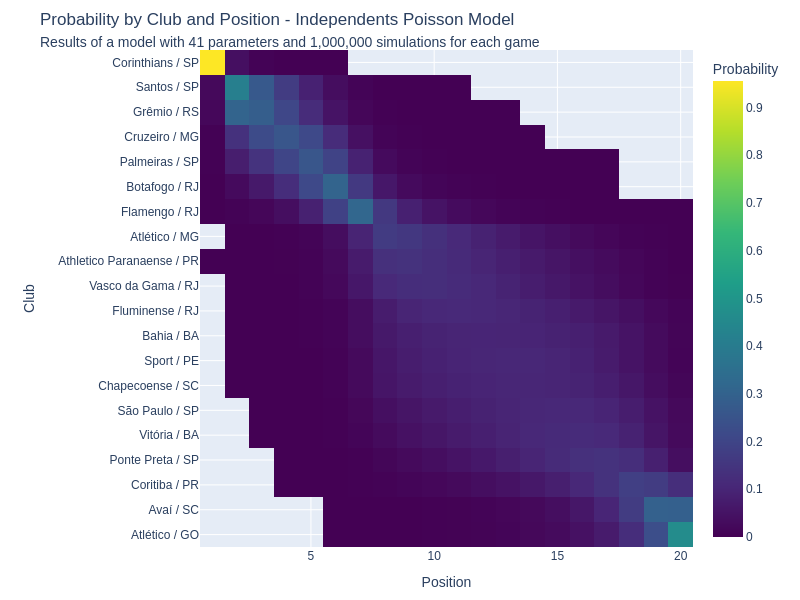 Probability by Club and Position - Independents Poisson Model
Results of a model with 41 parameters and 1,000,000 simulations for each game
Corinthians / SP
Santos / SP
Grêmio / RS
Cruzeiro / MG
Palmeiras / SP
Botafogo / RJ
Flamengo / RJ
Atlético / MG
Athletico Paranaense / PR
Vasco da Gama / RJ
Fluminense / RJ
Bahia / BA
Sport / PE
Chapecoense / SC
São Paulo / SP
Vitória / BA
Ponte Preta / SP
Coritiba / PR
Avaí / SC
Atlético / GO
Club
5 10 15 20
Position
Probability
0.9
0.8
0.7
0.6
0.5
0.4
0.3
0.2
0.1
0